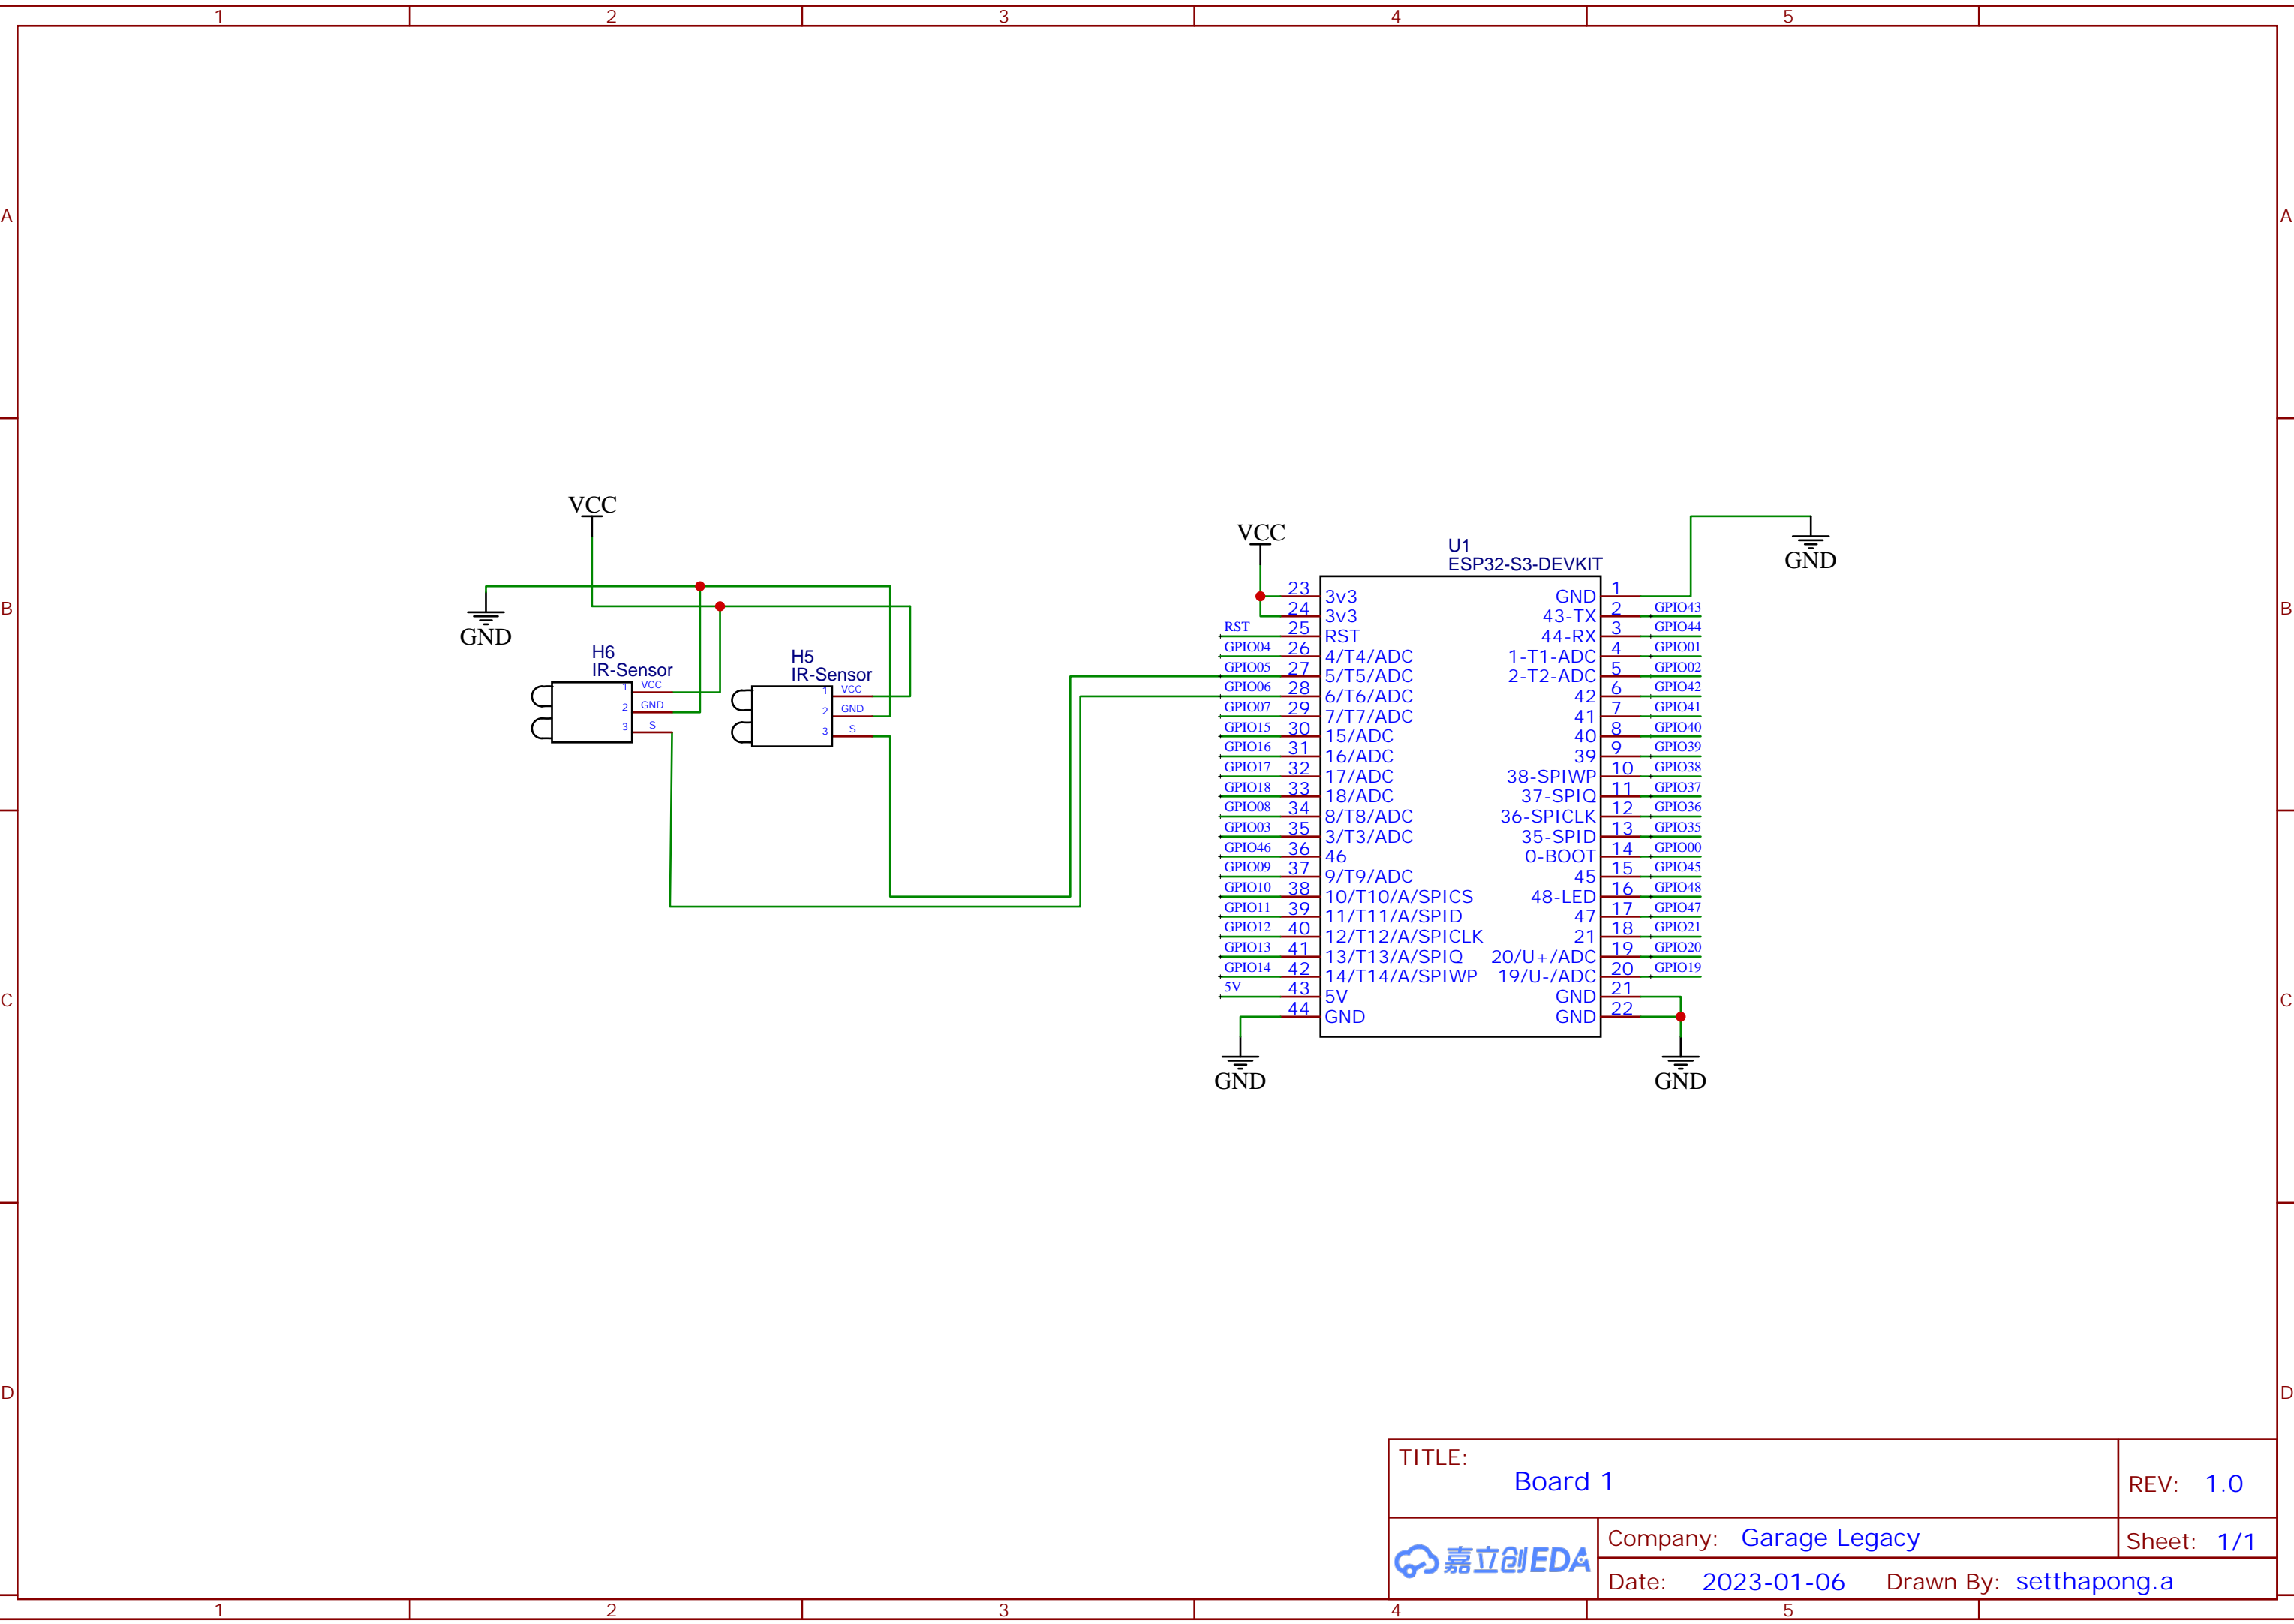 1 2 3 4 5
A A
B B
C C
D D
VCC
GND
H6
IR-Sensor
1 VCC
2 GND
3 S
H5
IR-Sensor
1 VCC
2 GND
3 S
VCC
U1
ESP32-S3-DEVKIT
GND
23 3v3 GND 1
24 3v3 43-TX 2 GPIO43
RST 25 RST 44-RX 3 GPIO44
GPIO04 26 4/T4/ADC 1-T1-ADC 4 GPIO01
GPIO05 27 5/T5/ADC 2-T2-ADC 5 GPIO02
GPIO06 28 6/T6/ADC 42 6 GPIO42
GPIO07 29 7/T7/ADC 41 7 GPIO41
GPIO15 30 15/ADC 40 8 GPIO40
GPIO16 31 16/ADC 39 9 GPIO39
GPIO17 32 17/ADC 38-SPIWP 10 GPIO38
GPIO18 33 18/ADC 37-SPIQ 11 GPIO37
GPIO08 34 8/T8/ADC 36-SPICLK 12 GPIO36
GPIO03 35 3/T3/ADC 35-SPID 13 GPIO35
GPIO46 36 46 0-BOOT 14 GPIO00
GPIO09 37 9/T9/ADC 45 15 GPIO45
GPIO10 38 10/T10/A/SPICS 48-LED 16 GPIO48
GPIO11 39 11/T11/A/SPID 47 17 GPIO47
GPIO12 40 12/T12/A/SPICLK 21 18 GPIO21
GPIO13 41 13/T13/A/SPIQ 20/U+/ADC 19 GPIO20
GPIO14 42 14/T14/A/SPIWP 19/U-/ADC 20 GPIO19
5V 43 5V GND 21
44 GND GND 22
GND GND
TITLE:
Board 1
REV: 1.0
嘉立创EDA
Company: Garage Legacy
Sheet: 1/1
Date: 2023-01-06 Drawn By: setthapong.a
1 2 3 4 5